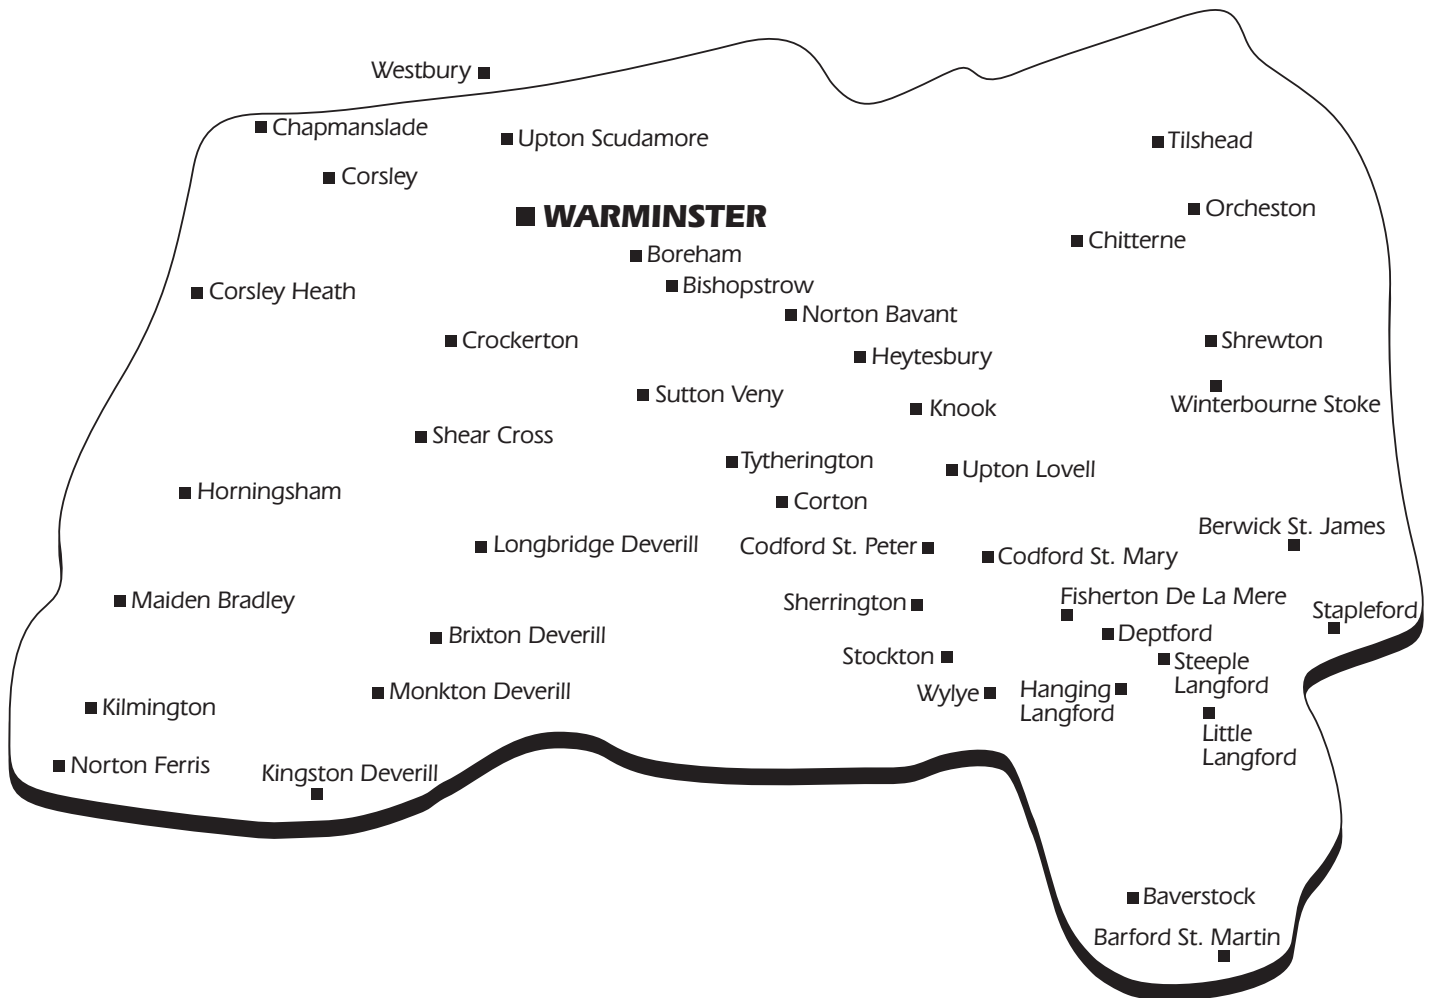 Westbury
Chapmanslade
Upton Scudamore
Tilshead
Corsley
WARMINSTER
Orcheston
Chitterne
Boreham
Bishopstrow
Corsley Heath
Norton Bavant
Crockerton
Shrewton
Heytesbury
Sutton Veny
Knook
Winterbourne Stoke
Shear Cross
Tytherington
Upton Lovell
Horningsham
Corton
Berwick St. James
Longbridge Deverill
Codford St. Peter
Codford St. Mary
Maiden Bradley
Sherrington
Fisherton De La Mere
Stapleford
Brixton Deverill
Deptford
Stockton
Steeple
Langford
Monkton Deverill
Wylye
Hanging
Langford
Kilmington
Little
Langford
Norton Ferris
Kingston Deverill
Baverstock
Barford St. Martin